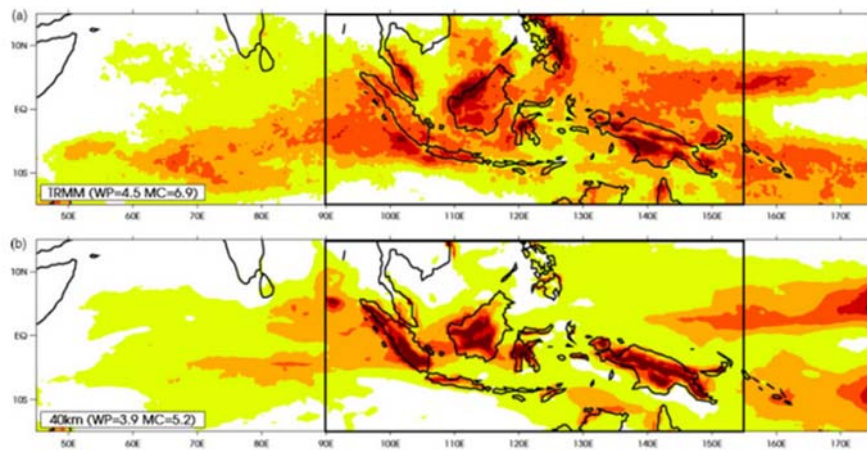 (a)
10N
EQ
10S
TRMM (WP=4.5 MC=6.9)
50E 60E 70E 80E 90E 100E 110E 120E 130E 140E 150E 160E 170E
(b)
10N
EQ
10S
40km (WP=3.9 MC=5.2)
50E 60E 70E 80E 90E 100E 110E 120E 130E 140E 150E 160E 170E